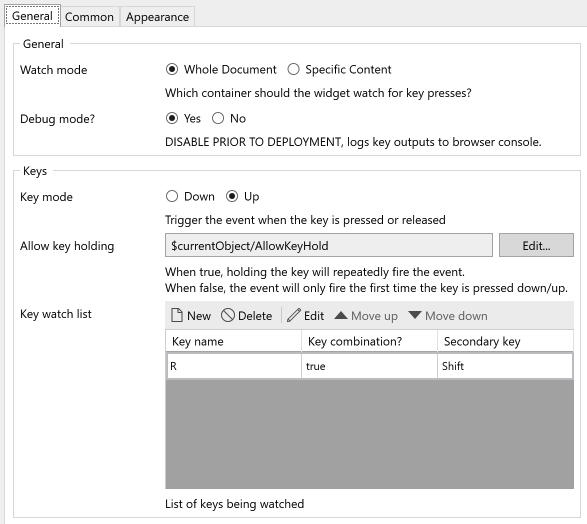 General Common Appearance
General
Watch mode Whole Document Specific Content
Which container should the widget watch for key presses?
Debug mode? Yes No
DISABLE PRIOR TO DEPLOYMENT, logs key outputs to browser console.
Keys
Key mode Down Up
Trigger the event when the key is pressed or released
Allow key holding $currentObject/AllowKeyHold Edit...
When true, holding the key will repeatedly fire the event.
When false, the event will only fire the first time the key is pressed down/up.
Key watch list New Delete Edit Move up Move down
Key name Key combination? Secondary key
R true Shift
List of keys being watched